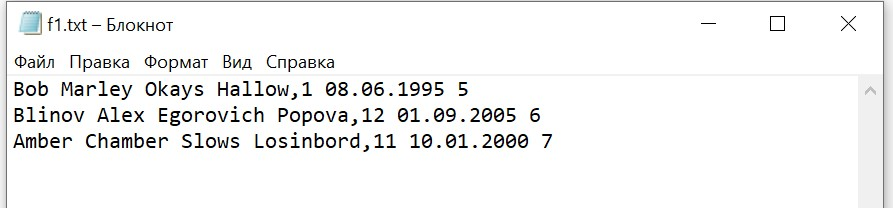 f1.txt – Блокнот
Файл Правка Формат Вид Справка
Bob Marley Okays Hallow,1 08.06.1995 5
Blinov Alex Egorovich Popova,12 01.09.2005 6
Amber Chamber Slows Losinbord,11 10.01.2000 7